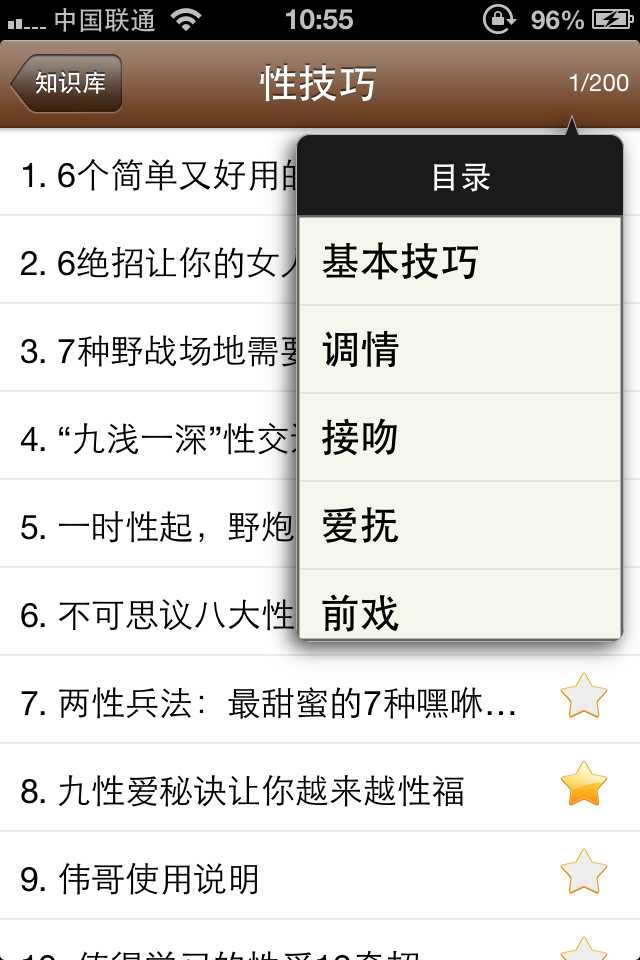 中国联通 10:55 96%
知识库 性技巧 1/200
目录
基本技巧
调情
接吻
爱抚
前戏
1. 6个简单又好用的
2. 6绝招让你的女人
3. 7种野战场地需要
4. “九浅一深”性交
5. 一时性起，野炮
6. 不可思议八大性
7. 两性兵法：最甜蜜的7种嘿咻…
8. 九性爱秘诀让你越来越性福
9. 伟哥使用说明